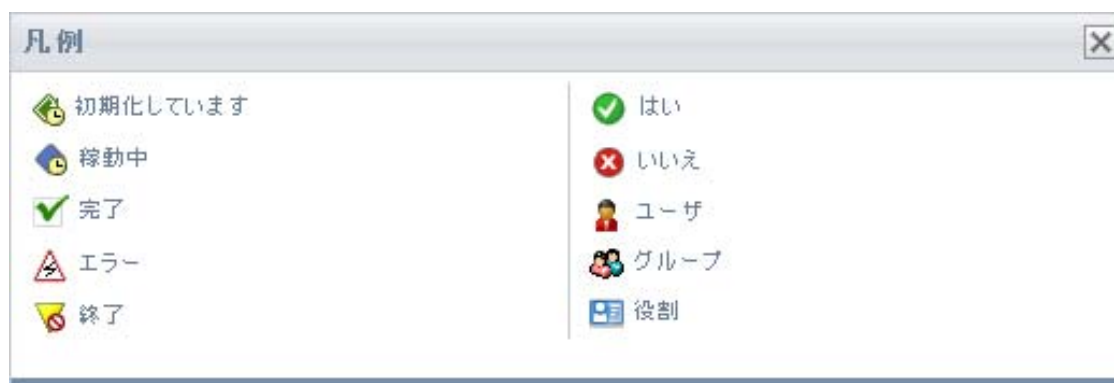 凡例
初期化しています
稼動中
完了
エラー
終了
はい
いいえ
ユーザ
グループ
役割